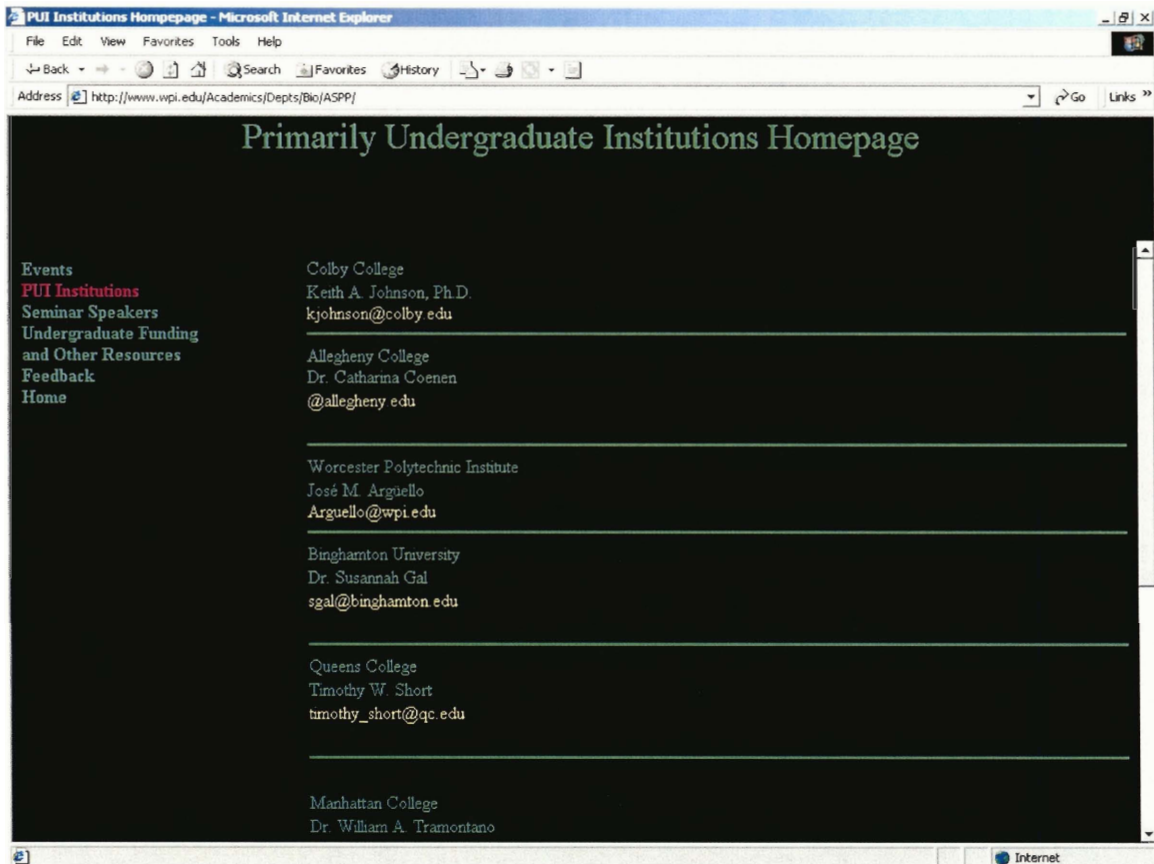 PUI Institutions Hompepage - Microsoft Internet Explorer
File Edit View Favorites Tools Help
Back Search Favorites History
Address http://www.wpi.edu/Academics/Depts/Bio/ASPP/ Go Links »
Primarily Undergraduate Institutions Homepage
Events
PUI Institutions
Seminar Speakers
Undergraduate Funding
and Other Resources
Feedback
Home
Colby College
Keith A. Johnson, Ph.D.
kjohnson@colby.edu
Allegheny College
Dr. Catharina Coenen
@allegheny.edu
Worcester Polytechnic Institute
José M. Argüello
Arguello@wpi.edu
Binghamton University
Dr. Susannah Gal
sgal@binghamton.edu
Queens College
Timothy W. Short
timothy_short@qc.edu
Manhattan College
Dr. William A. Tramontano
Internet